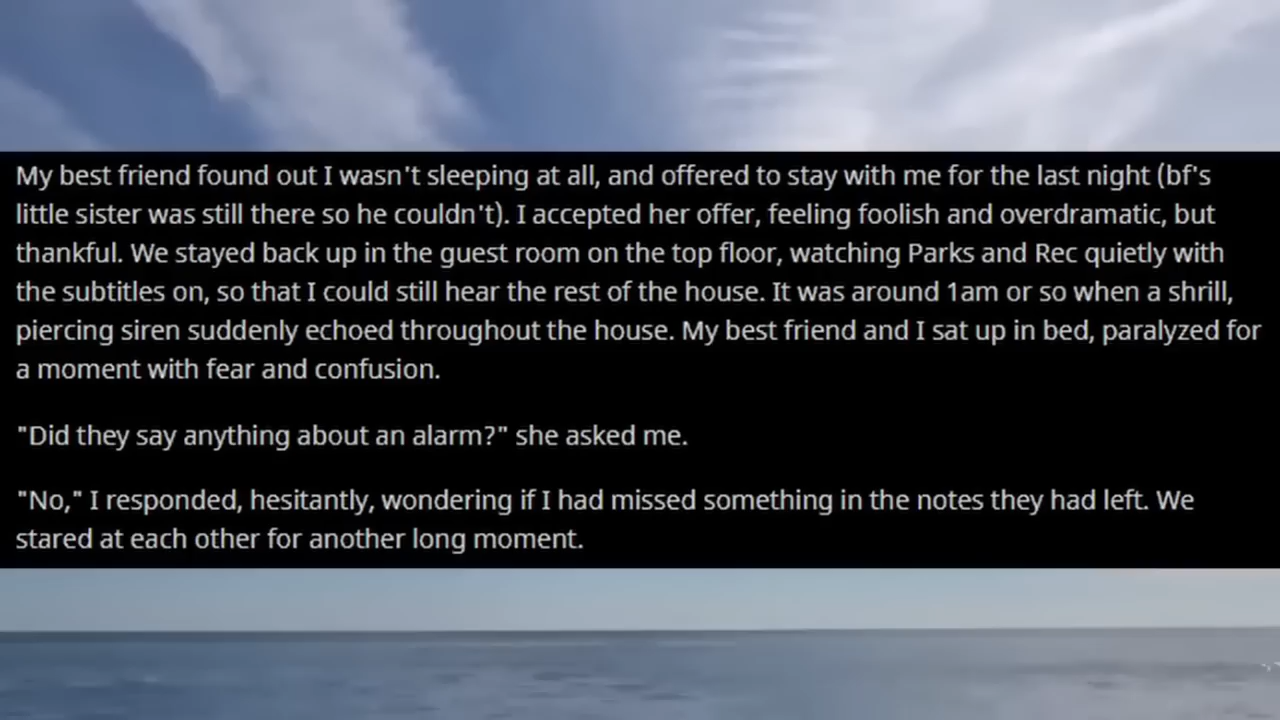 My best friend found out I wasn't sleeping at all, and offered to stay with me for the last night (bf's
little sister was still there so he couldn't). I accepted her offer, feeling foolish and overdramatic, but
thankful. We stayed back up in the guest room on the top floor, watching Parks and Rec quietly with
the subtitles on, so that I could still hear the rest of the house. It was around 1am or so when a shrill,
piercing siren suddenly echoed throughout the house. My best friend and I sat up in bed, paralyzed for
a moment with fear and confusion.
"Did they say anything about an alarm?" she asked me.
"No," I responded, hesitantly, wondering if I had missed something in the notes they had left. We
stared at each other for another long moment.